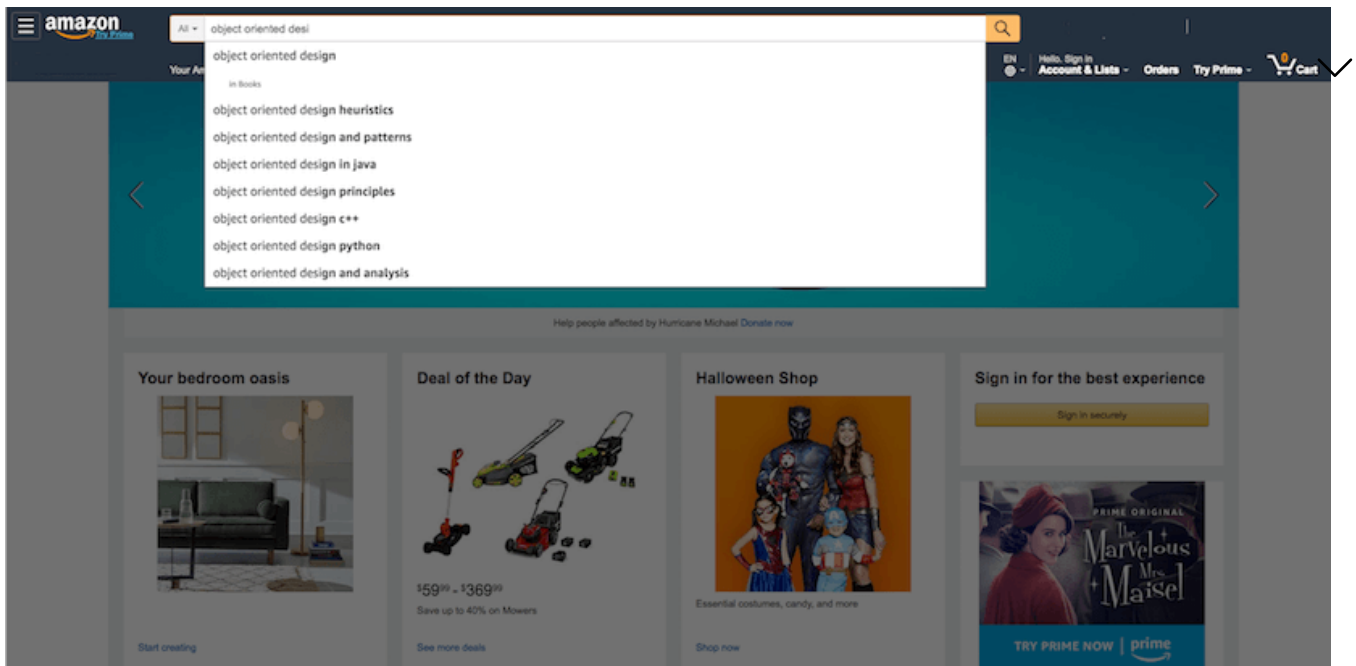 amazon
Try Prime
All
object oriented desi
EN
Hello. Sign in
Account & Lists
Orders
Try Prime
0
Cart
object oriented design
in Books
object oriented design heuristics
object oriented design and patterns
object oriented design in java
object oriented design principles
object oriented design c++
object oriented design python
object oriented design and analysis
Your Am
Help people affected by Hurricane Michael Donate now
Your bedroom oasis
Start creating
Deal of the Day
$59⁹⁹ - $369⁹⁹
Save up to 40% on Mowers
See more deals
Halloween Shop
Essential costumes, candy, and more
Shop now
Sign in for the best experience
Sign in securely
PRIME ORIGINAL
The
Marvelous
Mrs.
Maisel
TRY PRIME NOW | prime